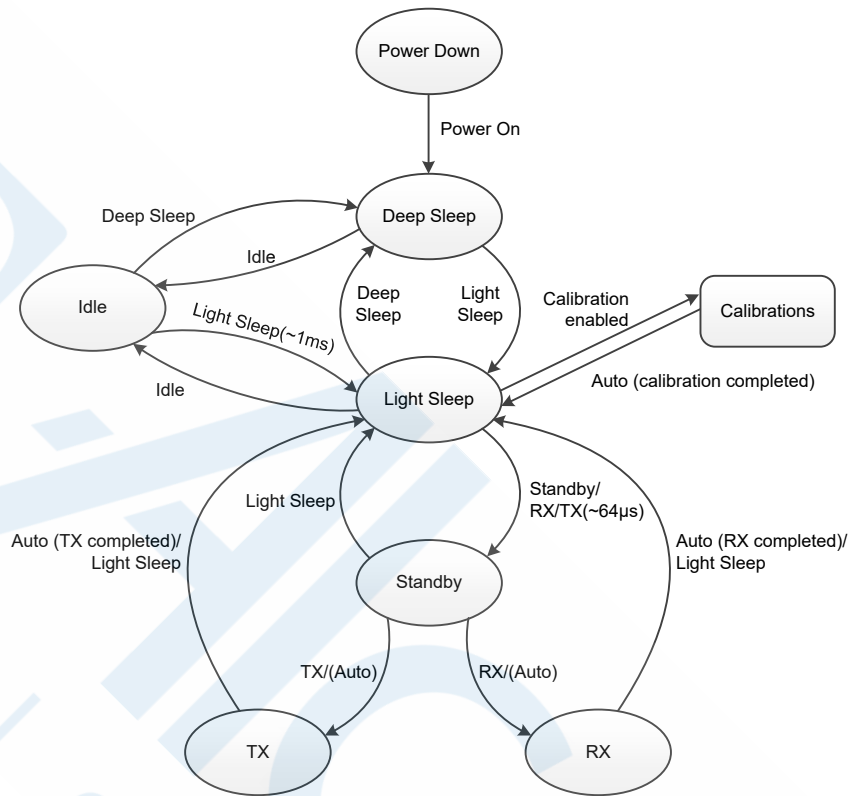 Power Down
Power On
Deep Sleep
Deep Sleep
Idle
Idle
Deep
Sleep
Light
Sleep
Calibration
enabled
Calibrations
Light Sleep(~1ms)
Auto (calibration completed)
Idle
Light Sleep
Light Sleep
Standby/
RX/TX(~64µs)
Auto (TX completed)/
Light Sleep
Auto (RX completed)/
Light Sleep
Standby
TX/(Auto)
RX/(Auto)
TX
RX